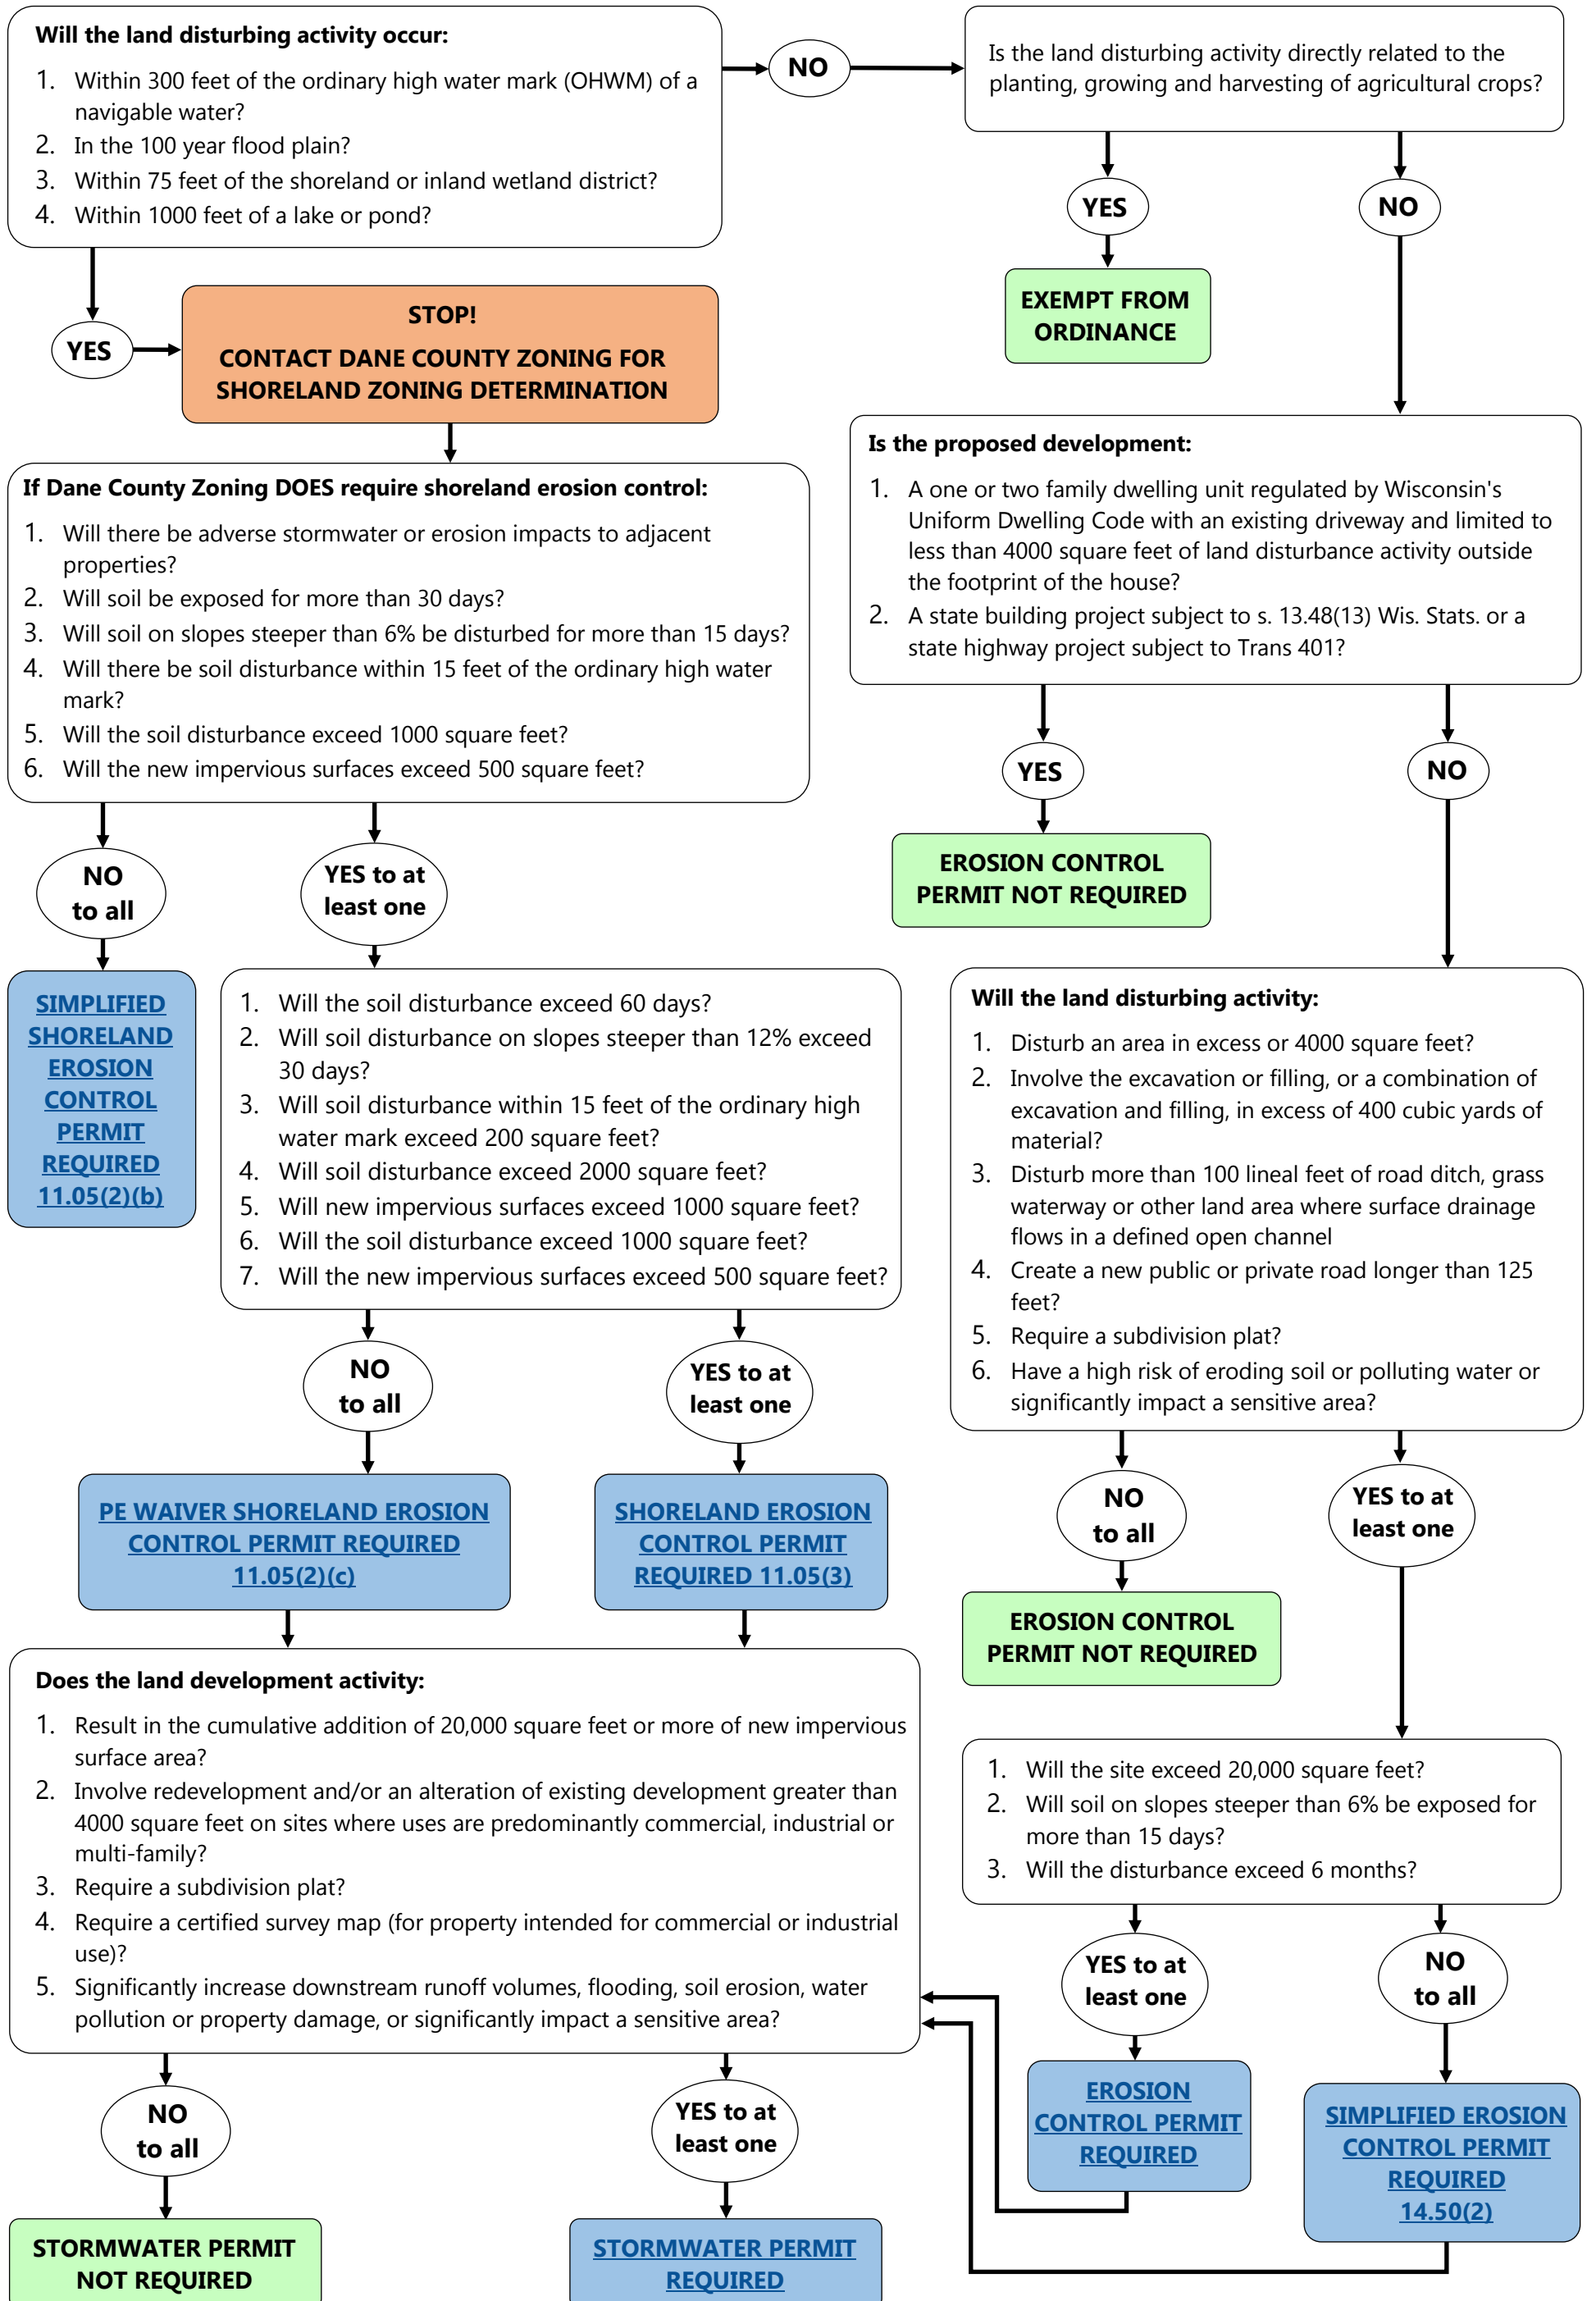 Will the land disturbing activity occur:
1. Within 300 feet of the ordinary high water mark (OHWM) of a
navigable water?
2. In the 100 year flood plain?
3. Within 75 feet of the shoreland or inland wetland district?
4. Within 1000 feet of a lake or pond?
NO
Is the land disturbing activity directly related to the
planting, growing and harvesting of agricultural crops?
YES
NO
EXEMPT FROM
ORDINANCE
YES
STOP!
CONTACT DANE COUNTY ZONING FOR
SHORELAND ZONING DETERMINATION
If Dane County Zoning DOES require shoreland erosion control:
1. Will there be adverse stormwater or erosion impacts to adjacent
properties?
2. Will soil be exposed for more than 30 days?
3. Will soil on slopes steeper than 6% be disturbed for more than 15 days?
4. Will there be soil disturbance within 15 feet of the ordinary high water
mark?
5. Will the soil disturbance exceed 1000 square feet?
6. Will the new impervious surfaces exceed 500 square feet?
Is the proposed development:
1. A one or two family dwelling unit regulated by Wisconsin's
Uniform Dwelling Code with an existing driveway and limited to
less than 4000 square feet of land disturbance activity outside
the footprint of the house?
2. A state building project subject to s. 13.48(13) Wis. Stats. or a
state highway project subject to Trans 401?
YES
NO
EROSION CONTROL
PERMIT NOT REQUIRED
NO
to all
YES to at
least one
SIMPLIFIED
SHORELAND
EROSION
CONTROL
PERMIT
REQUIRED
11.05(2)(b)
1. Will the soil disturbance exceed 60 days?
2. Will soil disturbance on slopes steeper than 12% exceed
30 days?
3. Will soil disturbance within 15 feet of the ordinary high
water mark exceed 200 square feet?
4. Will soil disturbance exceed 2000 square feet?
5. Will new impervious surfaces exceed 1000 square feet?
6. Will the soil disturbance exceed 1000 square feet?
7. Will the new impervious surfaces exceed 500 square feet?
Will the land disturbing activity:
1. Disturb an area in excess or 4000 square feet?
2. Involve the excavation or filling, or a combination of
excavation and filling, in excess of 400 cubic yards of
material?
3. Disturb more than 100 lineal feet of road ditch, grass
waterway or other land area where surface drainage
flows in a defined open channel
4. Create a new public or private road longer than 125
feet?
5. Require a subdivision plat?
6. Have a high risk of eroding soil or polluting water or
significantly impact a sensitive area?
NO
to all
YES to at
least one
PE WAIVER SHORELAND EROSION
CONTROL PERMIT REQUIRED
11.05(2)(c)
SHORELAND EROSION
CONTROL PERMIT
REQUIRED 11.05(3)
NO
to all
YES to at
least one
EROSION CONTROL
PERMIT NOT REQUIRED
Does the land development activity:
1. Result in the cumulative addition of 20,000 square feet or more of new impervious
surface area?
2. Involve redevelopment and/or an alteration of existing development greater than
4000 square feet on sites where uses are predominantly commercial, industrial or
multi-family?
3. Require a subdivision plat?
4. Require a certified survey map (for property intended for commercial or industrial
use)?
5. Significantly increase downstream runoff volumes, flooding, soil erosion, water
pollution or property damage, or significantly impact a sensitive area?
1. Will the site exceed 20,000 square feet?
2. Will soil on slopes steeper than 6% be exposed for
more than 15 days?
3. Will the disturbance exceed 6 months?
YES to at
least one
NO
to all
EROSION
CONTROL PERMIT
REQUIRED
SIMPLIFIED EROSION
CONTROL PERMIT
REQUIRED
14.50(2)
NO
to all
YES to at
least one
STORMWATER PERMIT
NOT REQUIRED
STORMWATER PERMIT
REQUIRED